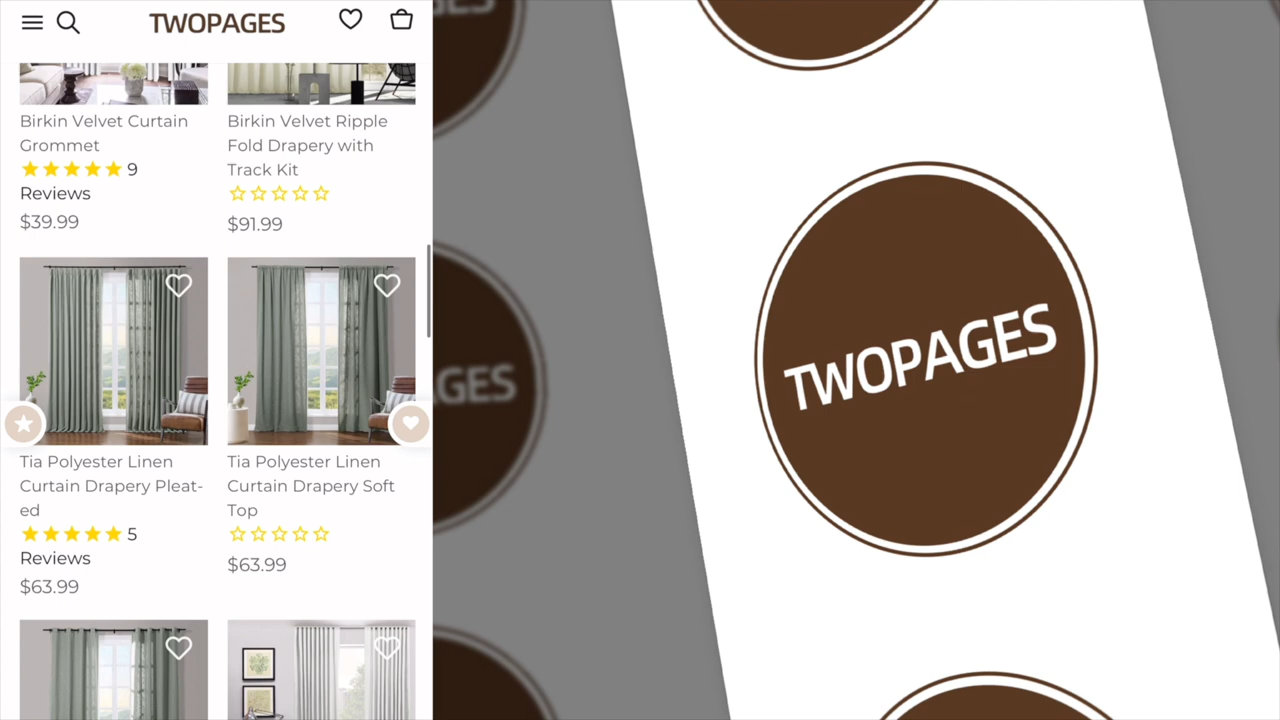 TWOPAGES
Birkin Velvet Curtain
Grommet
9
Reviews
$39.99
Birkin Velvet Ripple
Fold Drapery with
Track Kit
$91.99
Tia Polyester Linen
Curtain Drapery Pleat-
ed
5
Reviews
$63.99
Tia Polyester Linen
Curtain Drapery Soft
Top
$63.99
GES
TWOPAGES